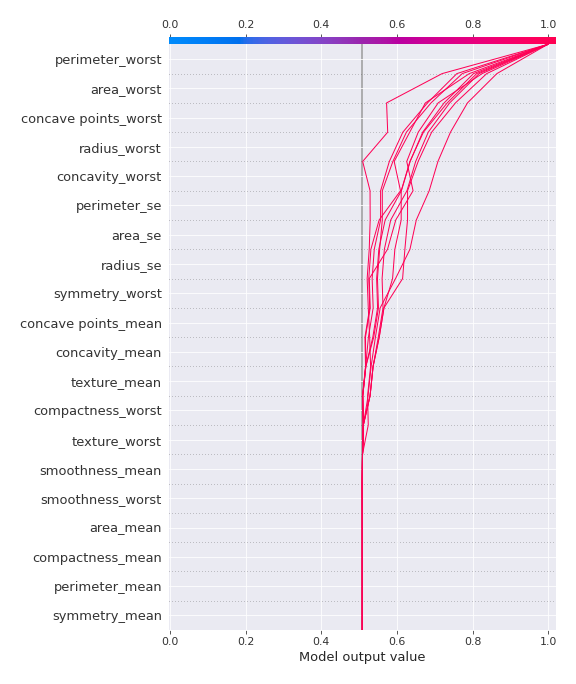 0.0 0.2 0.4 0.6 0.8 1.0
perimeter_worst
area_worst
concave points_worst
radius_worst
concavity_worst
perimeter_se
area_se
radius_se
symmetry_worst
concave points_mean
concavity_mean
texture_mean
compactness_worst
texture_worst
smoothness_mean
smoothness_worst
area_mean
compactness_mean
perimeter_mean
symmetry_mean
0.0 0.2 0.4 0.6 0.8 1.0
Model output value